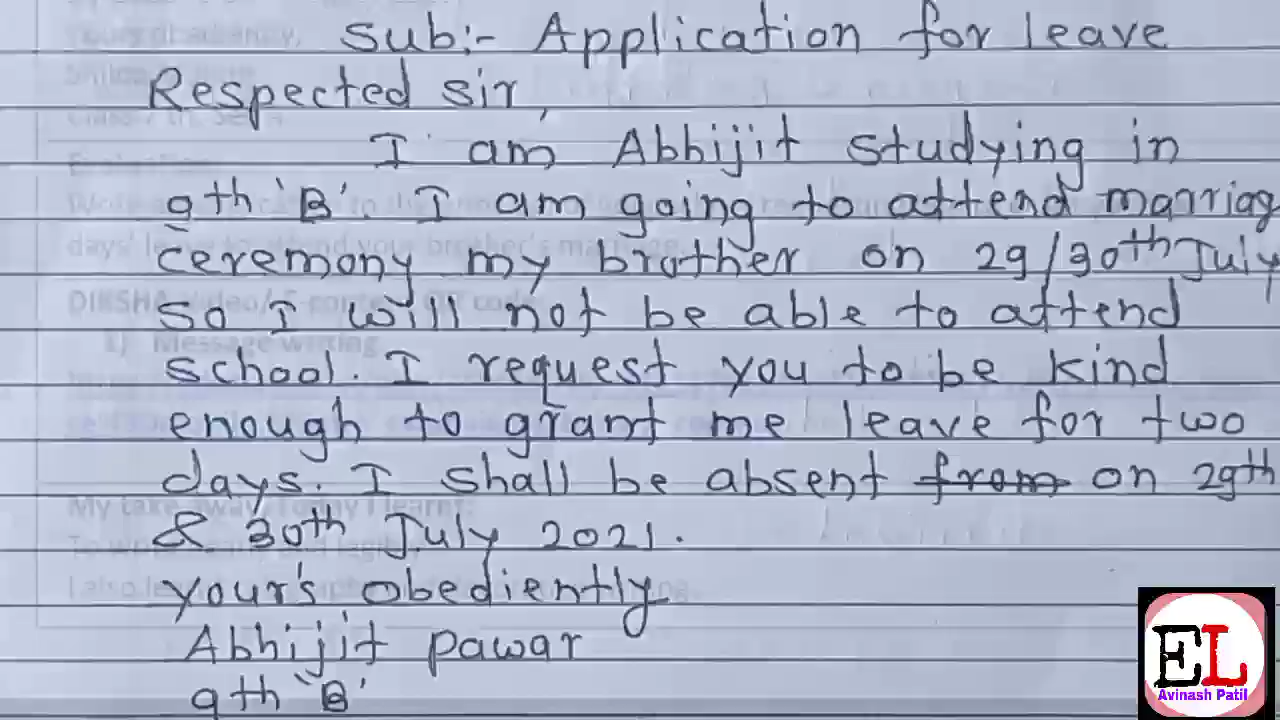 Sub:- Application for leave
Respected sir,
I am Abhijit studying in
9th 'B'. I am going to attend marriag
ceremony my brother on 29/30th July
so I will not be able to attend
school. I request you to be kind
enough to grant me leave for two
days. I shall be absent from on 29th
& 30th July 2021.
your's obediently
Abhijit pawar
9th 'B'
EL
Avinash Patil